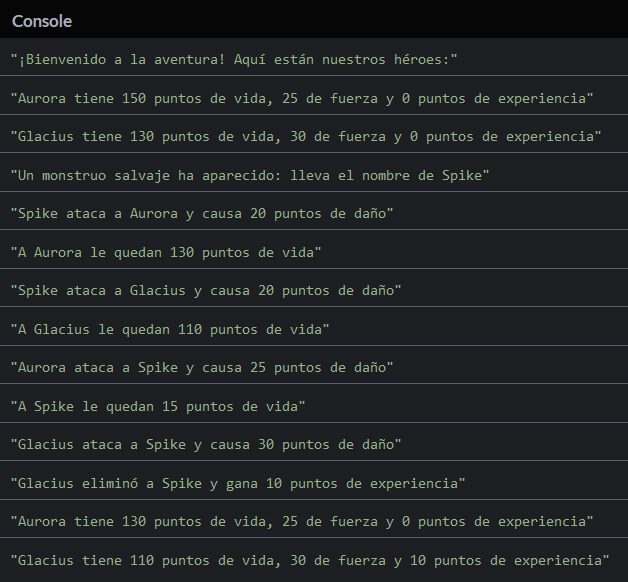 Console
"¡Bienvenido a la aventura! Aquí están nuestros héroes:"
"Aurora tiene 150 puntos de vida, 25 de fuerza y 0 puntos de experiencia"
"Glacius tiene 130 puntos de vida, 30 de fuerza y 0 puntos de experiencia"
"Un monstruo salvaje ha aparecido: lleva el nombre de Spike"
"Spike ataca a Aurora y causa 20 puntos de daño"
"A Aurora le quedan 130 puntos de vida"
"Spike ataca a Glacius y causa 20 puntos de daño"
"A Glacius le quedan 110 puntos de vida"
"Aurora ataca a Spike y causa 25 puntos de daño"
"A Spike le quedan 15 puntos de vida"
"Glacius ataca a Spike y causa 30 puntos de daño"
"Glacius eliminó a Spike y gana 10 puntos de experiencia"
"Aurora tiene 130 puntos de vida, 25 de fuerza y 0 puntos de experiencia"
"Glacius tiene 110 puntos de vida, 30 de fuerza y 10 puntos de experiencia"